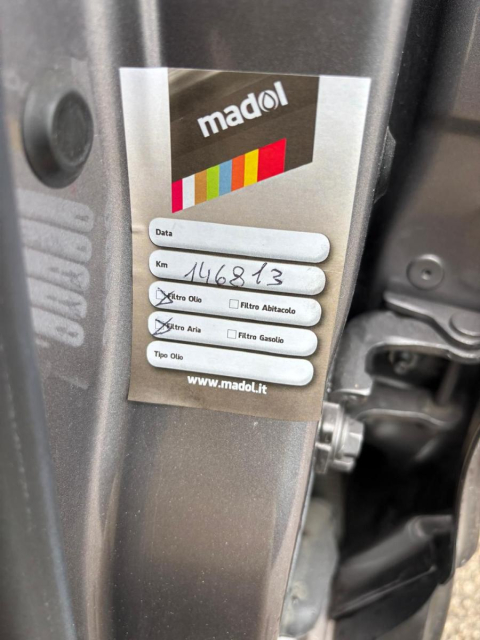 madol
Data
Km 146813
Filtro Olio Filtro Abitacolo
Filtro Aria Filtro Gasolio
Tipo Olio
www.madol.it